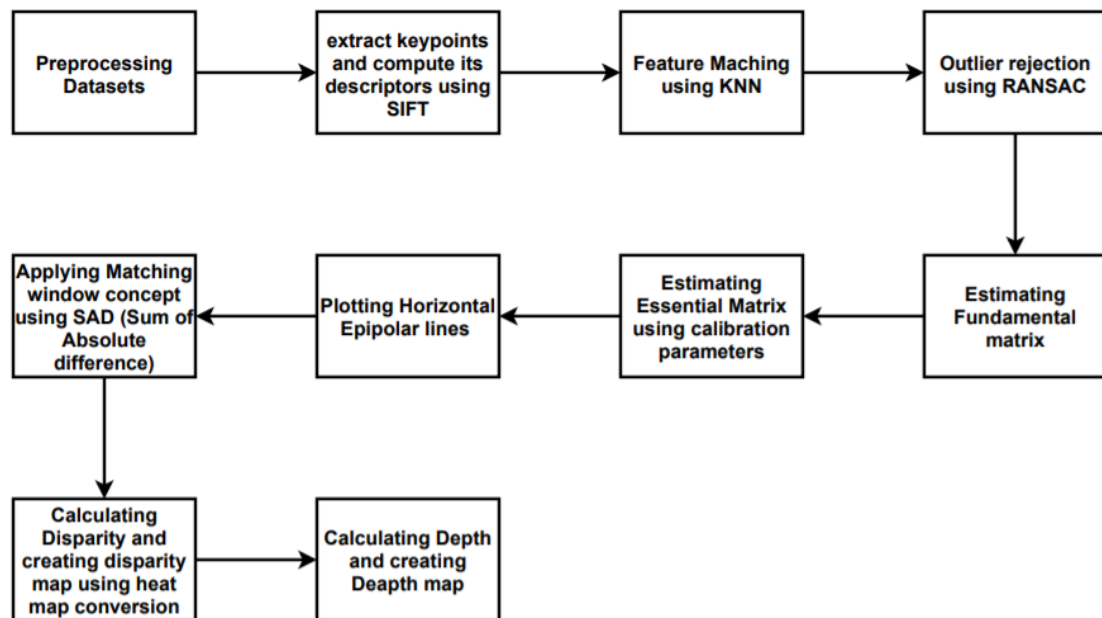 Preprocessing
Datasets
extract keypoints
and compute its
descriptors using
SIFT
Feature Maching
using KNN
Outlier rejection
using RANSAC
Estimating
Fundamental
matrix
Estimating
Essential Matrix
using calibration
parameters
Plotting Horizontal
Epipolar lines
Applying Matching
window concept
using SAD (Sum of
Absolute
difference)
Calculating
Disparity and
creating disparity
map using heat
map conversion
Calculating Depth
and creating
Deapth map